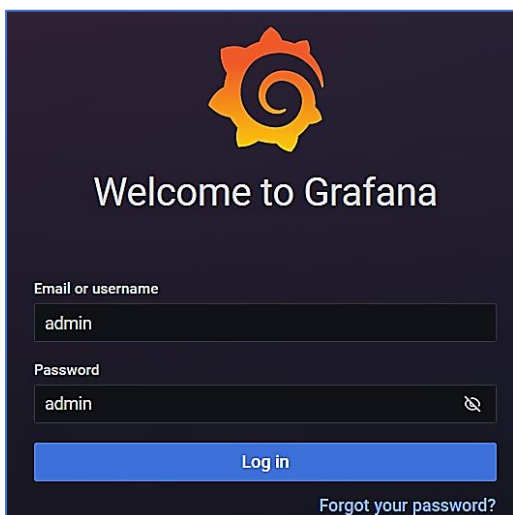 Welcome to Grafana
Email or username
admin
Password
admin
Log in
Forgot your password?